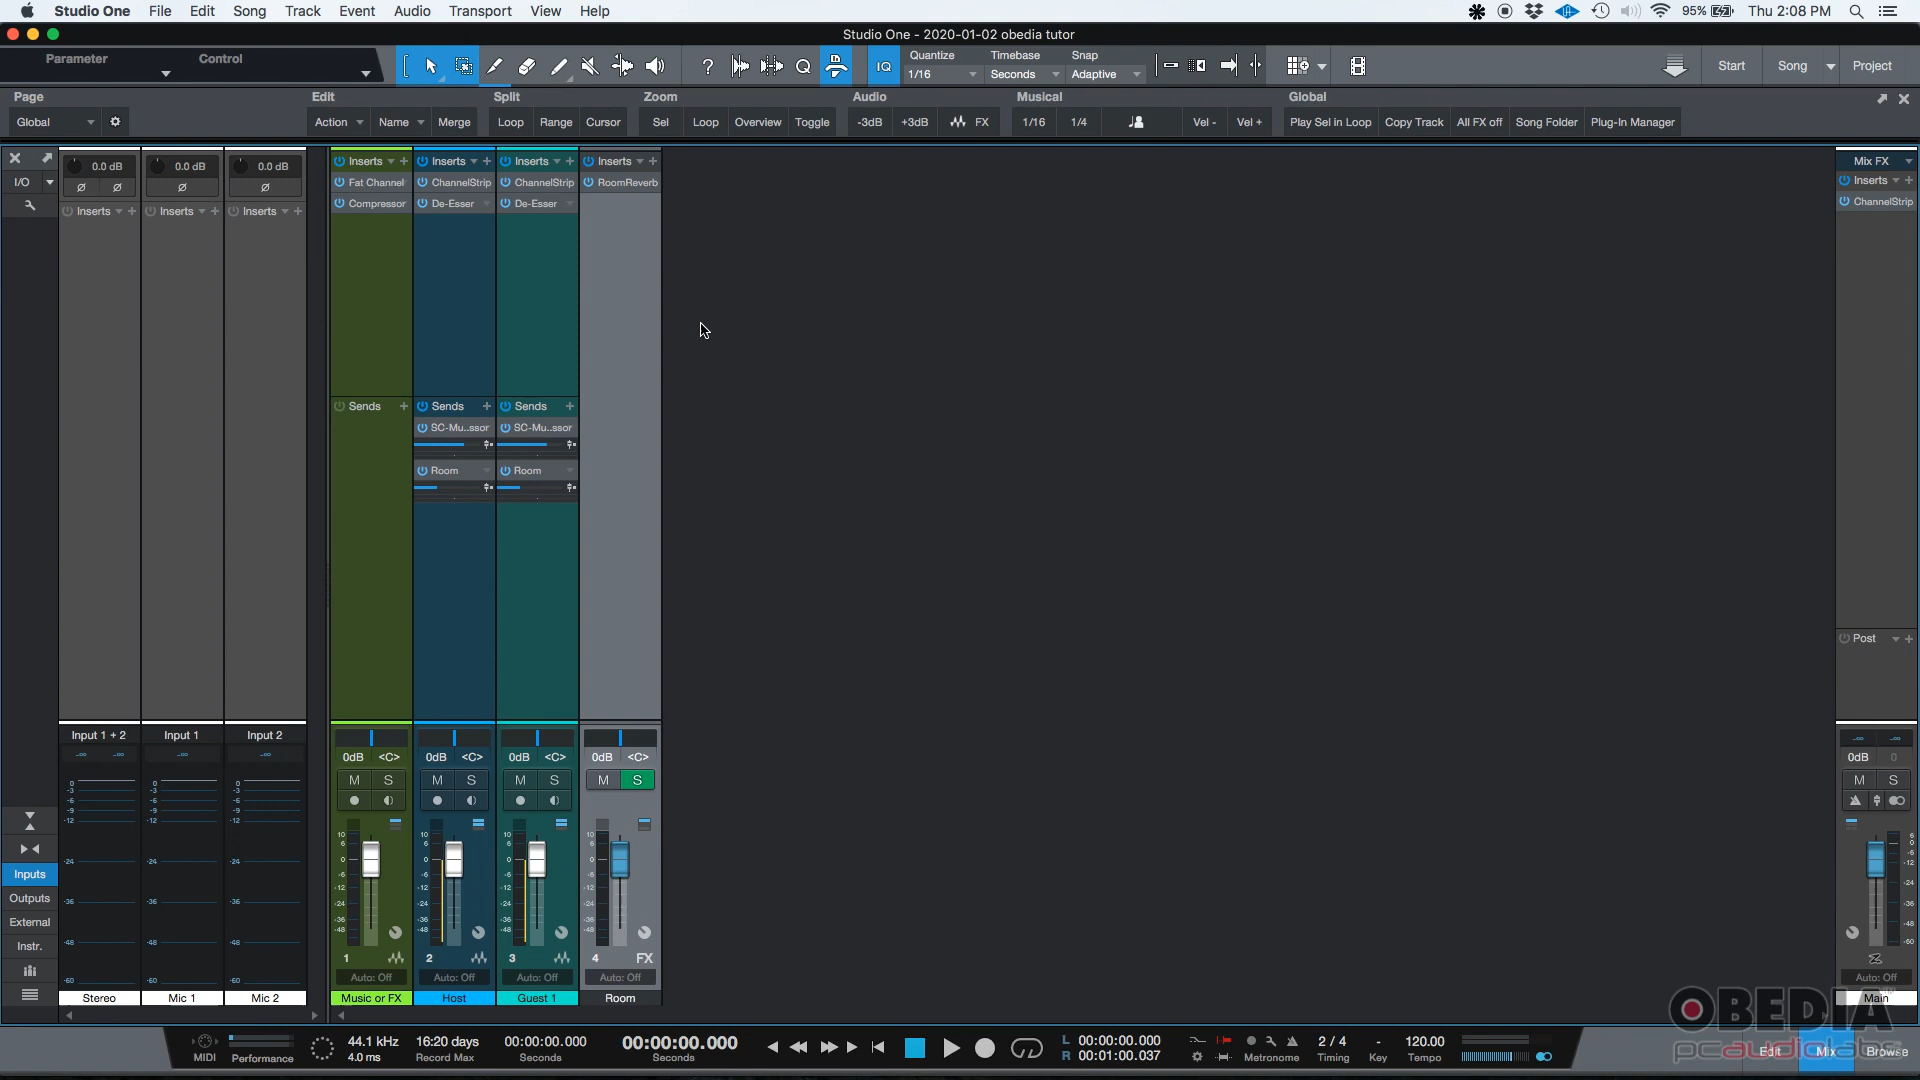 Studio One File Edit Song Track Event Audio Transport View Help 95% Thu 2:08 PM
Studio One - 2020-01-02 obedia tutor
Parameter Control
Quantize Timebase Snap
? Q IQ 1/16 Seconds Adaptive Start Song Project
Page Edit Split Zoom Audio Musical Global
Global Action Name Merge Loop Range Cursor Sel Loop Overview Toggle -3dB +3dB FX 1/16 1/4 Vel - Vel + Play Sel in Loop Copy Track All FX off Song Folder Plug-In Manager
0.0 dB 0.0 dB 0.0 dB Inserts Inserts Inserts Inserts Mix FX
I/O Fat Channel ChannelStrip ChannelStrip RoomReverb Inserts
Compressor De-Esser De-Esser ChannelStrip
Inserts Inserts Inserts
Sends Sends Sends
SC-Mu..ssor SC-Mu..ssor
Room Room
Post
Input 1 + 2 Input 1 Input 2
0dB <C> 0dB <C> 0dB <C> 0dB <C> 0dB 0
M S M S M S M S M S
Inputs
Outputs
External
Instr.
1 2 3 4 FX
Auto: Off Auto: Off Auto: Off Auto: Off Auto: Off
Stereo Mic 1 Mic 2 Music or FX Host Guest 1 Room Main
OBEDIA
pcaudiolabs
MIDI Performance 44.1 kHz 16:20 days 00:00:00.000 00:00:00.000 L 00:00:00.000 2 / 4 - 120.00
4.0 ms Record Max Seconds Seconds R 00:01:00.037 Metronome Timing Key Tempo
Edit Mix Browse